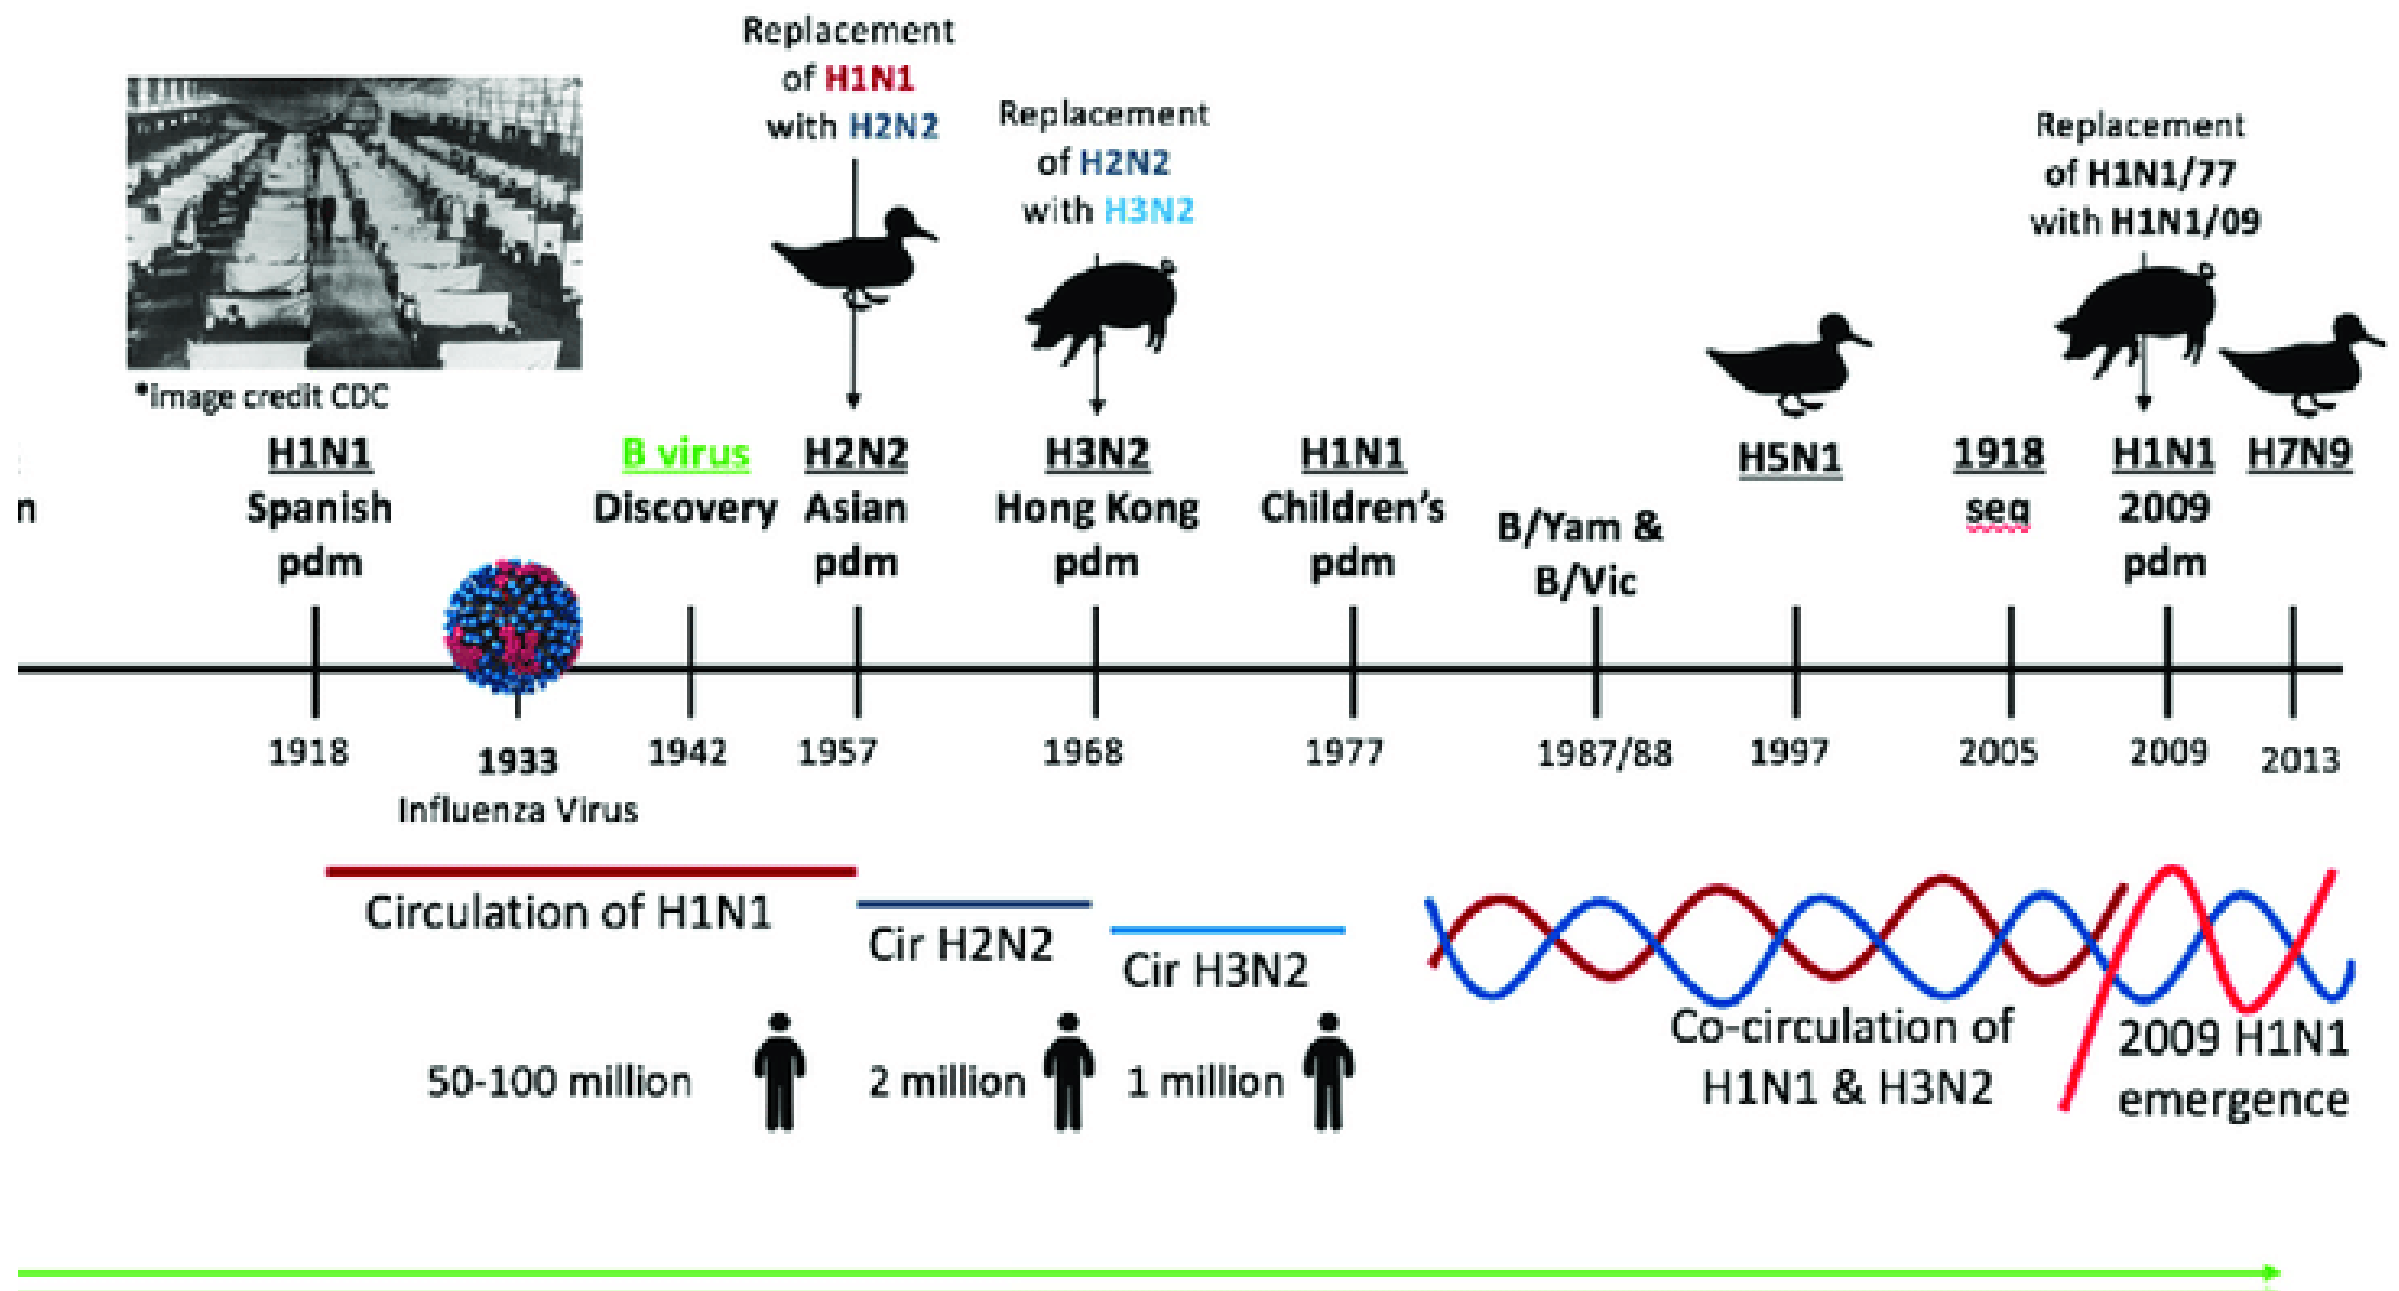 Replacement
of H1N1
with H2N2
Replacement
of H2N2
with H3N2
Replacement
of H1N1/77
with H1N1/09
*Image credit CDC
n
H1N1
Spanish
pdm
B virus
Discovery
H2N2
Asian
pdm
H3N2
Hong Kong
pdm
H1N1
Children's
pdm
B/Yam &
B/Vic
H5N1
1918
seq
H1N1
2009
pdm
H7N9
1918
1933
Influenza Virus
1942
1957
1968
1977
1987/88
1997
2005
2009
2013
Circulation of H1N1
Cir H2N2
Cir H3N2
Co-circulation of
H1N1 & H3N2
2009 H1N1
emergence
50-100 million
2 million
1 million